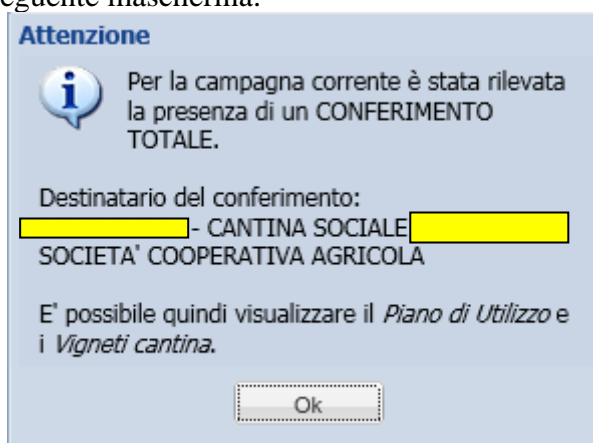 eguente mascherina:
Attenzione
Per la campagna corrente è stata rilevata
la presenza di un CONFERIMENTO
TOTALE.
Destinatario del conferimento:
- CANTINA SOCIALE
SOCIETA' COOPERATIVA AGRICOLA
E' possibile quindi visualizzare il Piano di Utilizzo e
i Vigneti cantina.
Ok